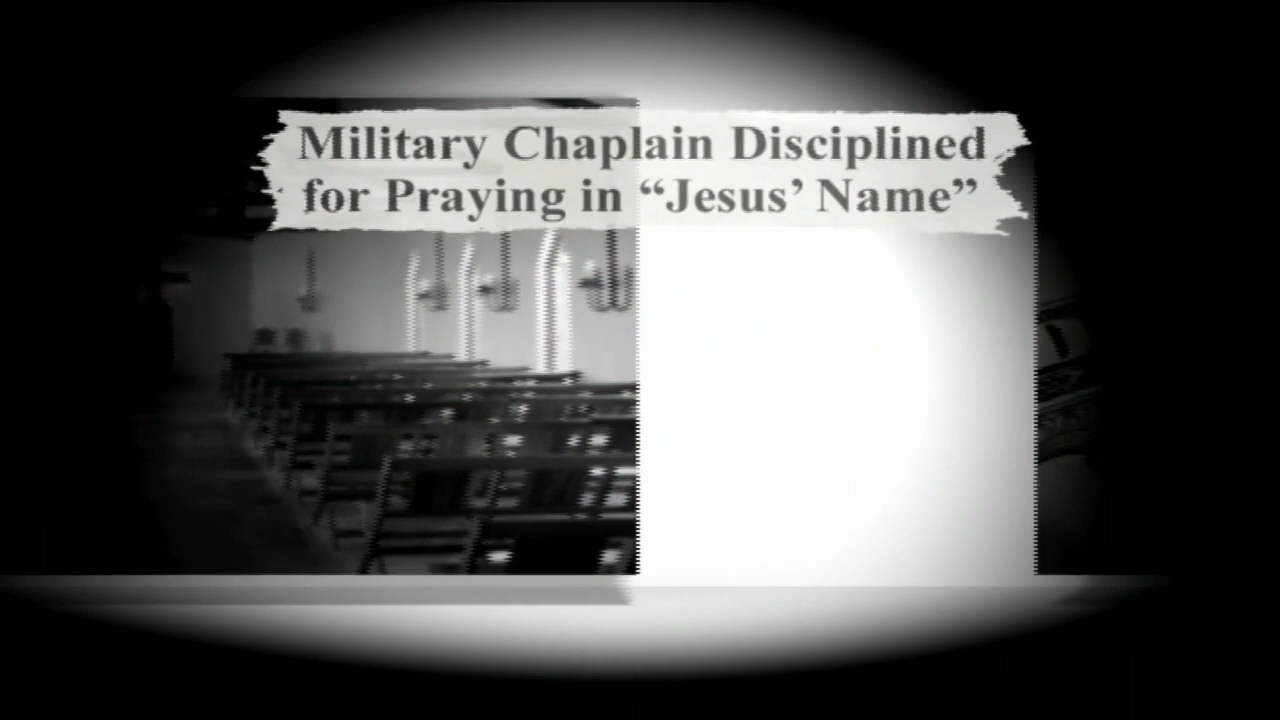 Military Chaplain Disciplined
for Praying in “Jesus’ Name”